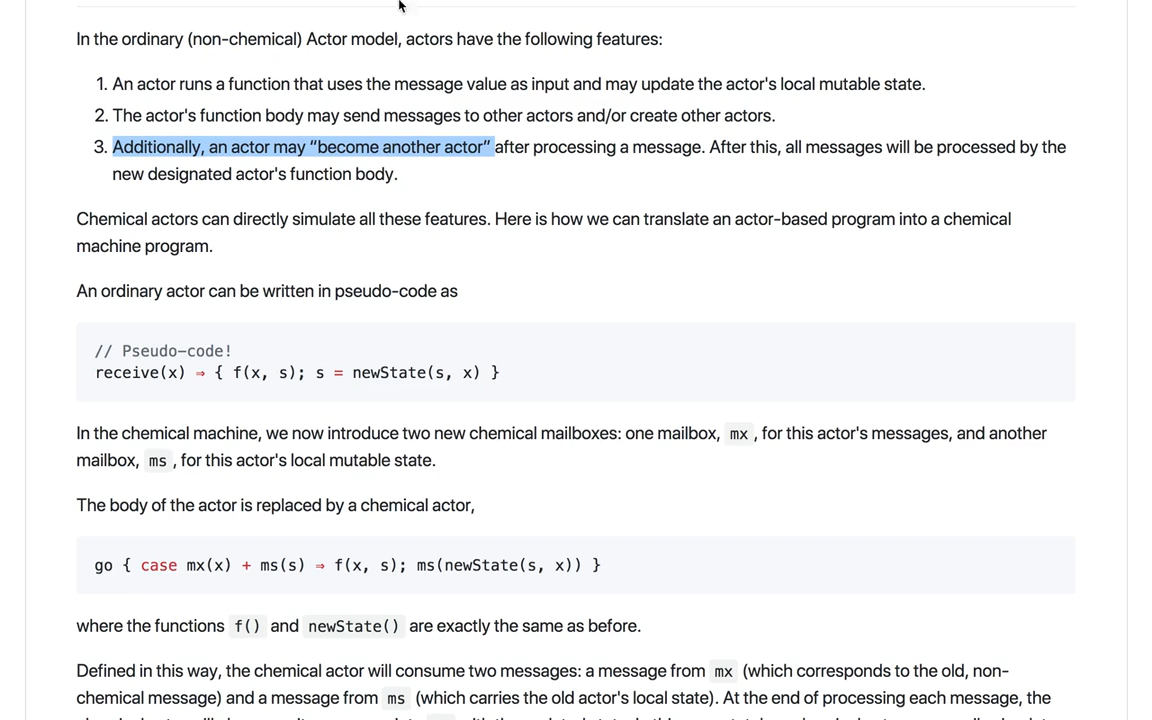 In the ordinary (non-chemical) Actor model, actors have the following features:
1. An actor runs a function that uses the message value as input and may update the actor's local mutable state.
2. The actor's function body may send messages to other actors and/or create other actors.
3. Additionally, an actor may “become another actor” after processing a message. After this, all messages will be processed by the
new designated actor's function body.
Chemical actors can directly simulate all these features. Here is how we can translate an actor-based program into a chemical
machine program.
An ordinary actor can be written in pseudo-code as
// Pseudo-code!
receive(x) ⇒ { f(x, s); s = newState(s, x) }
In the chemical machine, we now introduce two new chemical mailboxes: one mailbox, mx , for this actor's messages, and another
mailbox, ms , for this actor's local mutable state.
The body of the actor is replaced by a chemical actor,
go { case mx(x) + ms(s) ⇒ f(x, s); ms(newState(s, x)) }
where the functions f() and newState() are exactly the same as before.
Defined in this way, the chemical actor will consume two messages: a message from mx (which corresponds to the old, non-
chemical message) and a message from ms (which carries the old actor's local state). At the end of processing each message, the